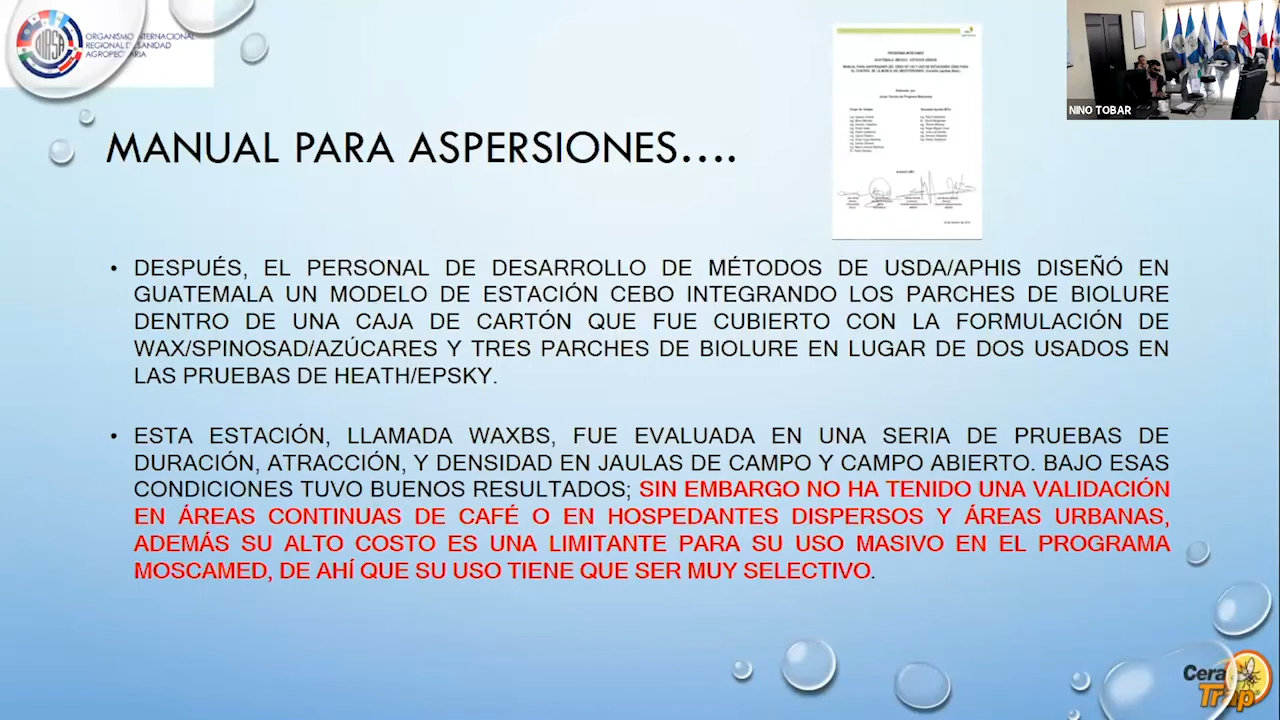 ORGANISMO INTERNACIONAL
REGIONAL DE SANIDAD
AGROPECUARIA
OIRSA
PROGRAMA MOSCAMED
GUATEMALA - MÉXICO - ESTADOS UNIDOS
NINO TOBAR
MANUAL PARA ASPERSIONES....
• DESPUÉS, EL PERSONAL DE DESARROLLO DE MÉTODOS DE USDA/APHIS DISEÑÓ EN
GUATEMALA UN MODELO DE ESTACIÓN CEBO INTEGRANDO LOS PARCHES DE BIOLURE
DENTRO DE UNA CAJA DE CARTÓN QUE FUE CUBIERTO CON LA FORMULACIÓN DE
WAX/SPINOSAD/AZÚCARES Y TRES PARCHES DE BIOLURE EN LUGAR DE DOS USADOS EN
LAS PRUEBAS DE HEATH/EPSKY.
• ESTA ESTACIÓN, LLAMADA WAXBS, FUE EVALUADA EN UNA SERIA DE PRUEBAS DE
DURACIÓN, ATRACCIÓN, Y DENSIDAD EN JAULAS DE CAMPO Y CAMPO ABIERTO. BAJO ESAS
CONDICIONES TUVO BUENOS RESULTADOS; SIN EMBARGO NO HA TENIDO UNA VALIDACIÓN
EN ÁREAS CONTINUAS DE CAFÉ O EN HOSPEDANTES DISPERSOS Y ÁREAS URBANAS,
ADEMÁS SU ALTO COSTO ES UNA LIMITANTE PARA SU USO MASIVO EN EL PROGRAMA
MOSCAMED, DE AHÍ QUE SU USO TIENE QUE SER MUY SELECTIVO.
Cera
Trap